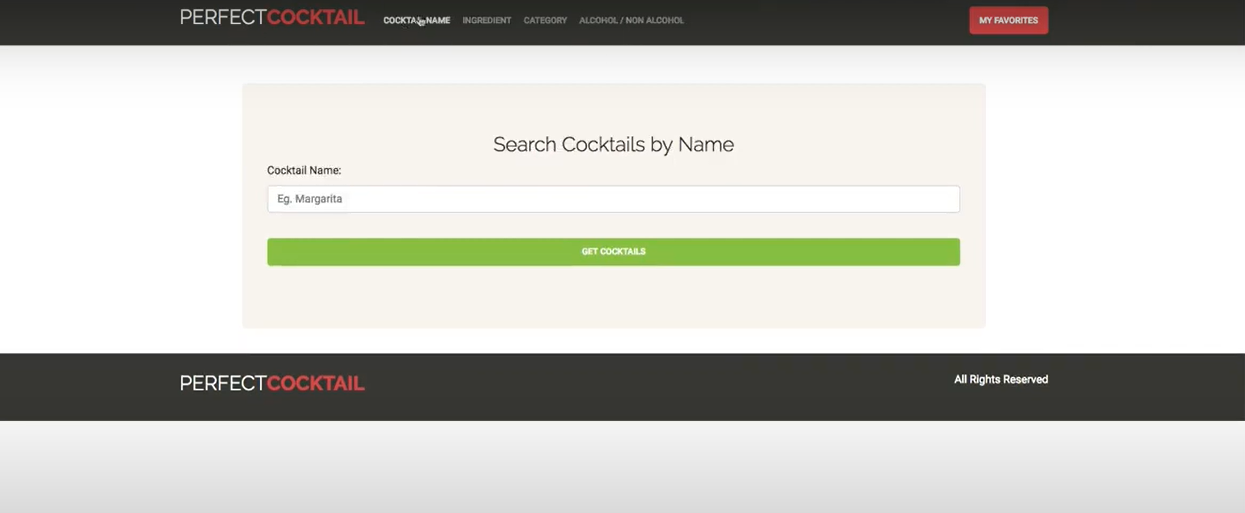 PERFECTCOCKTAIL COCKTAIL NAME INGREDIENT CATEGORY ALCOHOL / NON ALCOHOL MY FAVORITES
Search Cocktails by Name
Cocktail Name:
Eg. Margarita
GET COCKTAILS
PERFECTCOCKTAIL All Rights Reserved